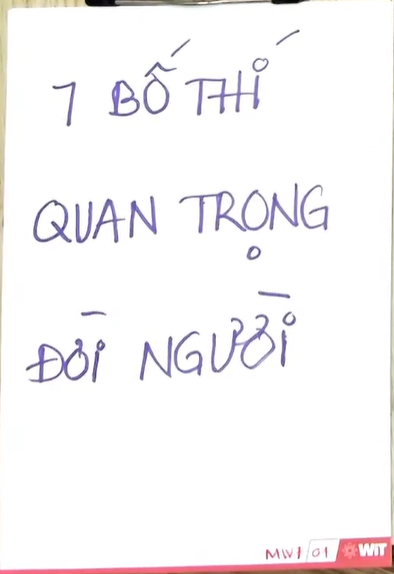 7 BỐ THÍ
QUAN TRỌNG
ĐỜI NGƯỜI
MW1/01 WiT